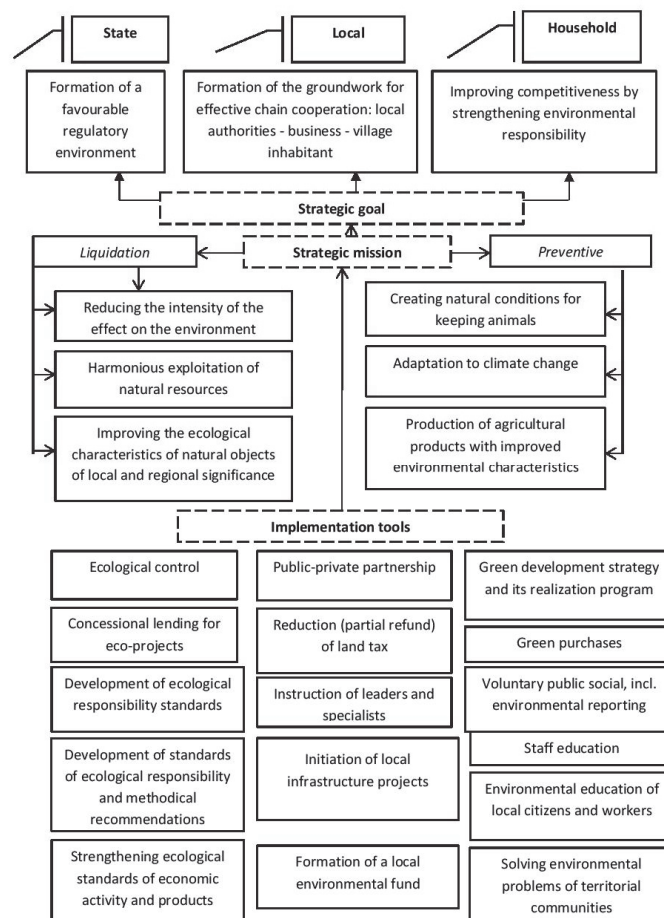 State
Local
Household
Formation of a
favourable
regulatory
environment
Formation of the groundwork for
effective chain cooperation: local
authorities - business - village
inhabitant
Improving competitiveness by
strengthening environmental
responsibility
Strategic goal
Liquidation
Strategic mission
Preventive
Reducing the intensity of the
effect on the environment
Harmonious exploitation of
natural resources
Improving the ecological
characteristics of natural objects
of local and regional significance
Creating natural conditions for
keeping animals
Adaptation to climate change
Production of agricultural
products with improved
environmental characteristics
Implementation tools
Ecological control
Concessional lending for
eco-projects
Development of ecological
responsibility standards
Development of standards
of ecological responsibility
and methodical
recommendations
Strengthening ecological
standards of economic
activity and products
Public-private partnership
Reduction (partial refund)
of land tax
Instruction of leaders and
specialists
Initiation of local
infrastructure projects
Formation of a local
environmental fund
Green development strategy
and its realization program
Green purchases
Voluntary public social, incl.
environmental reporting
Staff education
Environmental education of
local citizens and workers
Solving environmental
problems of territorial
communities